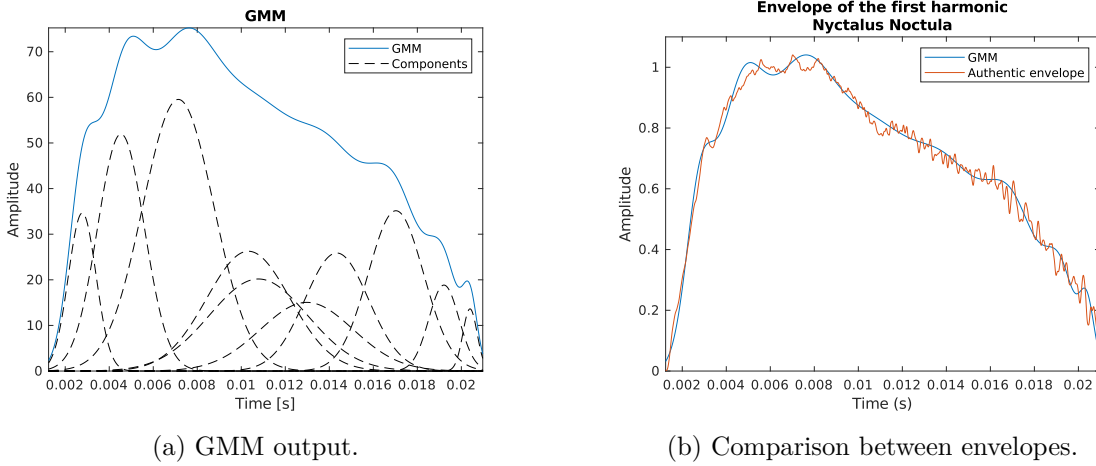 GMM
GMM
Components
Amplitude
70
60
50
40
30
20
10
0
0.002 0.004 0.006 0.008 0.01 0.012 0.014 0.016 0.018 0.02
Time [s]
(a) GMM output.
Envelope of the first harmonic
Nyctalus Noctula
GMM
Authentic envelope
Amplitude
1
0.8
0.6
0.4
0.2
0
0.002 0.004 0.006 0.008 0.01 0.012 0.014 0.016 0.018 0.02
Time (s)
(b) Comparison between envelopes.